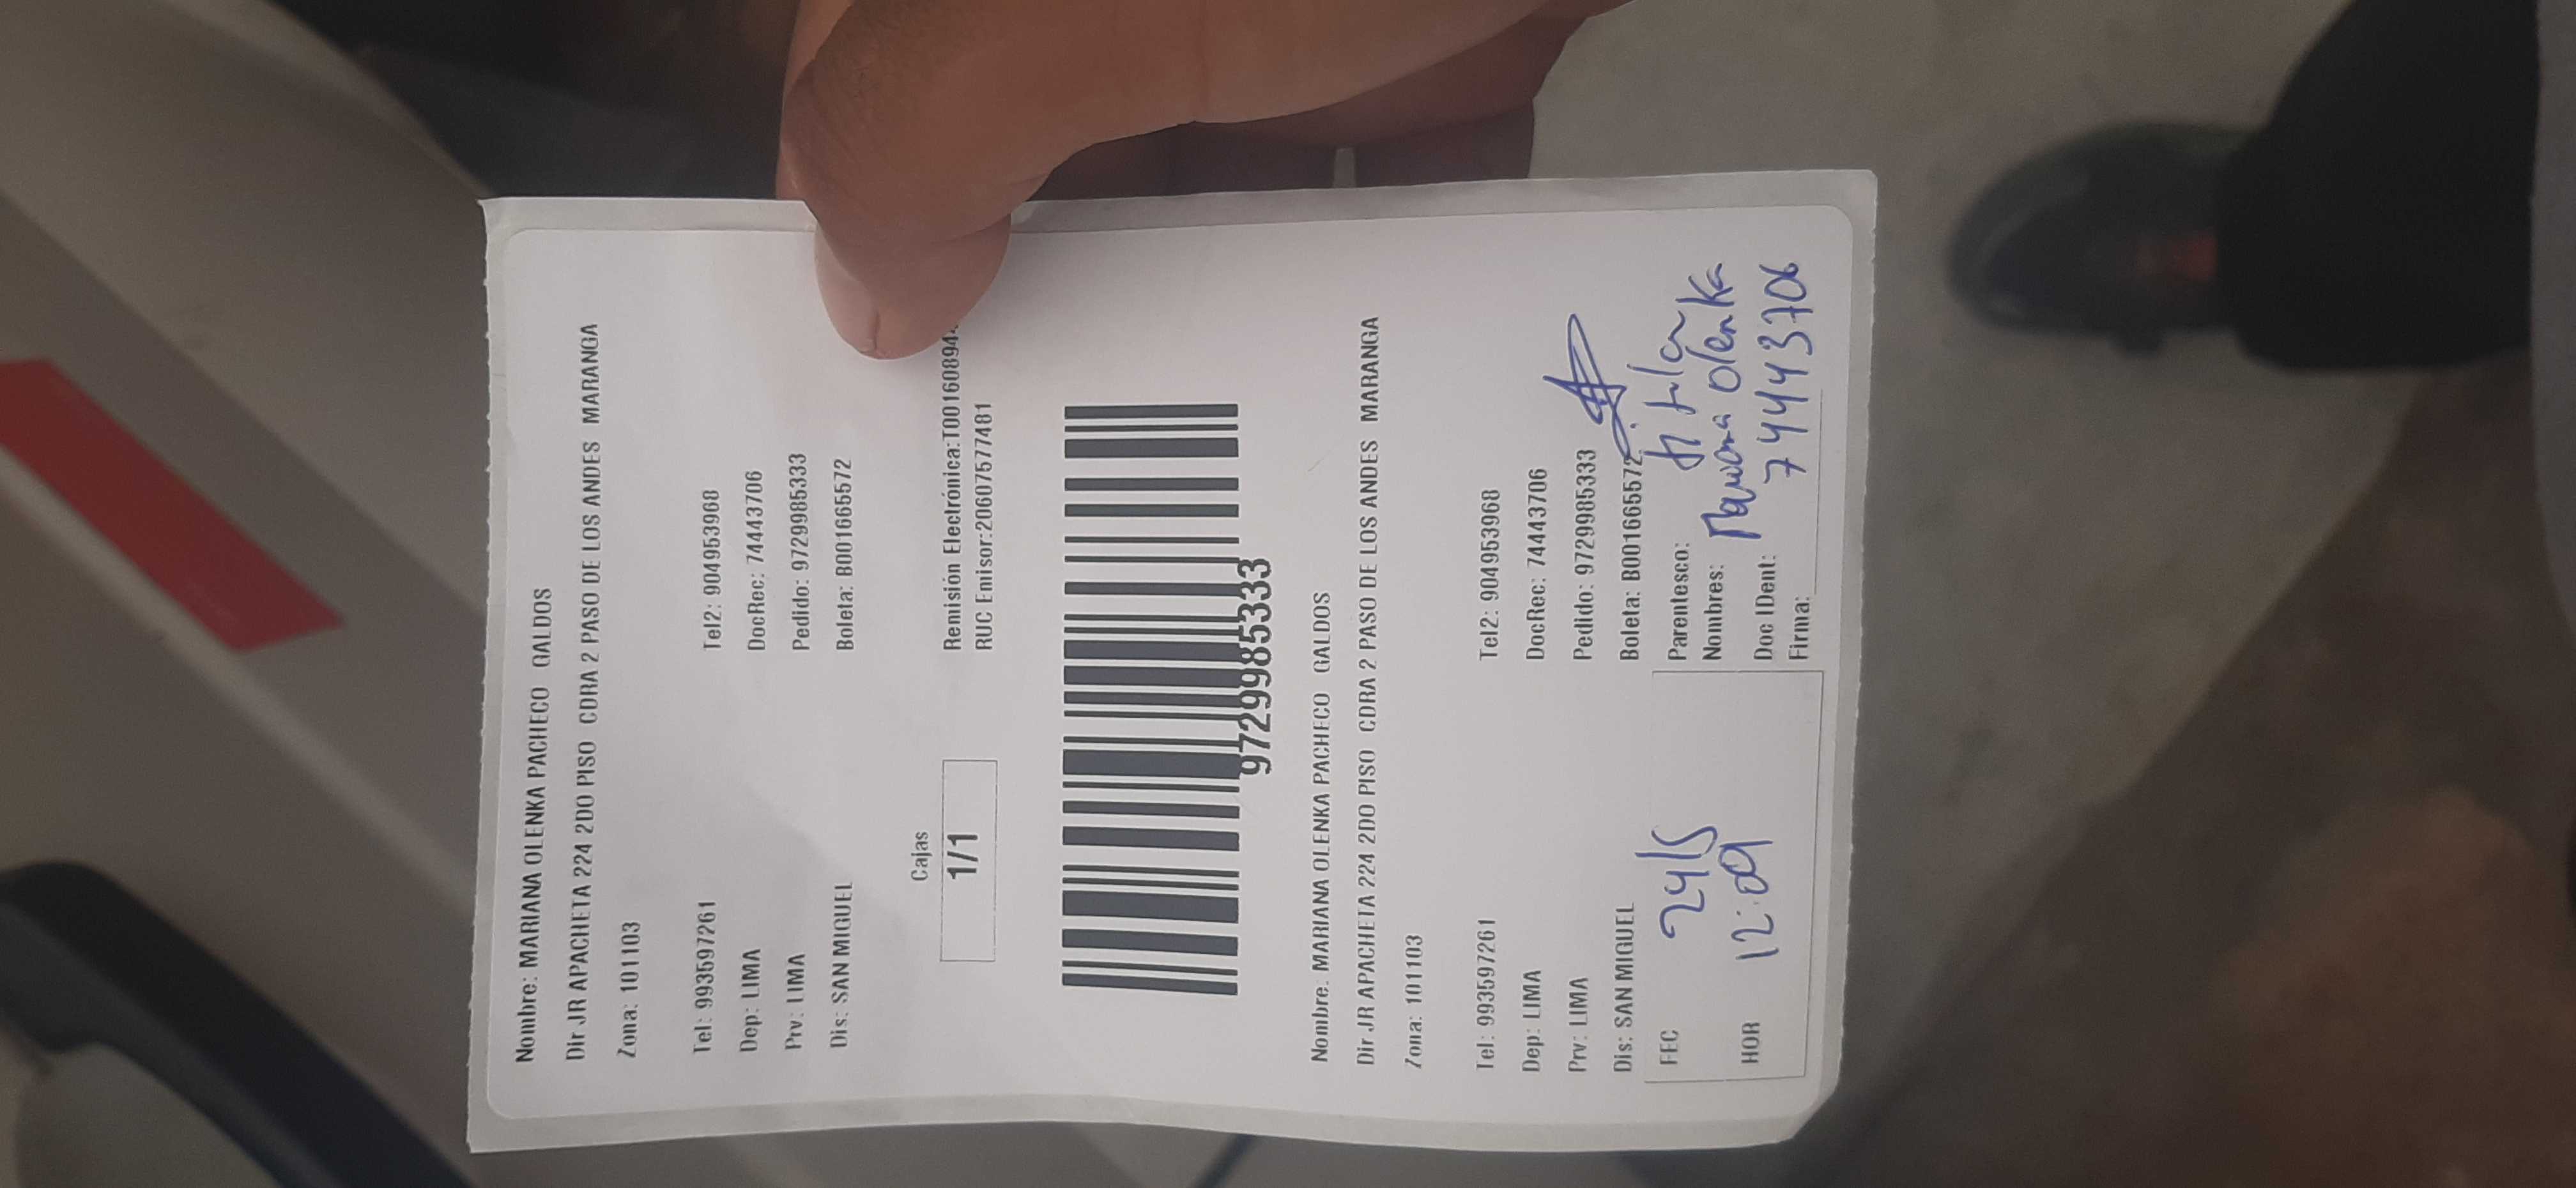 Nombre: MARIANA OLENKA PACHECO GALDOS
Dir JR APACHETA 224 2DO PISO CDRA 2 PASO DE LOS ANDES MARANGA
Zona: 101103
Tel: 993597261 Tel2: 904953968
Dep: LIMA DocRec: 74443706
Prv: LIMA Pedido: 9729985333
Dis: SAN MIGUEL Boleta: B001665572
Cajas
1/1
Remisión Electrónica:T00160894
RUC Emisor:20607577481
9729985333
Nombre: MARIANA OLENKA PACHECO GALDOS
Dir JR APACHETA 224 2DO PISO CDRA 2 PASO DE LOS ANDES MARANGA
Zona: 101103
Tel: 993597261 Tel2: 904953968
Dep: LIMA DocRec: 74443706
Prv: LIMA Pedido: 9729985333
Dis: SAN MIGUEL Boleta: B001665572
FEC 24/5
HOR 12:09
Parentesco: titular
Nombres: Mariana Olenka
Doc IDent: 74443706
Firma: